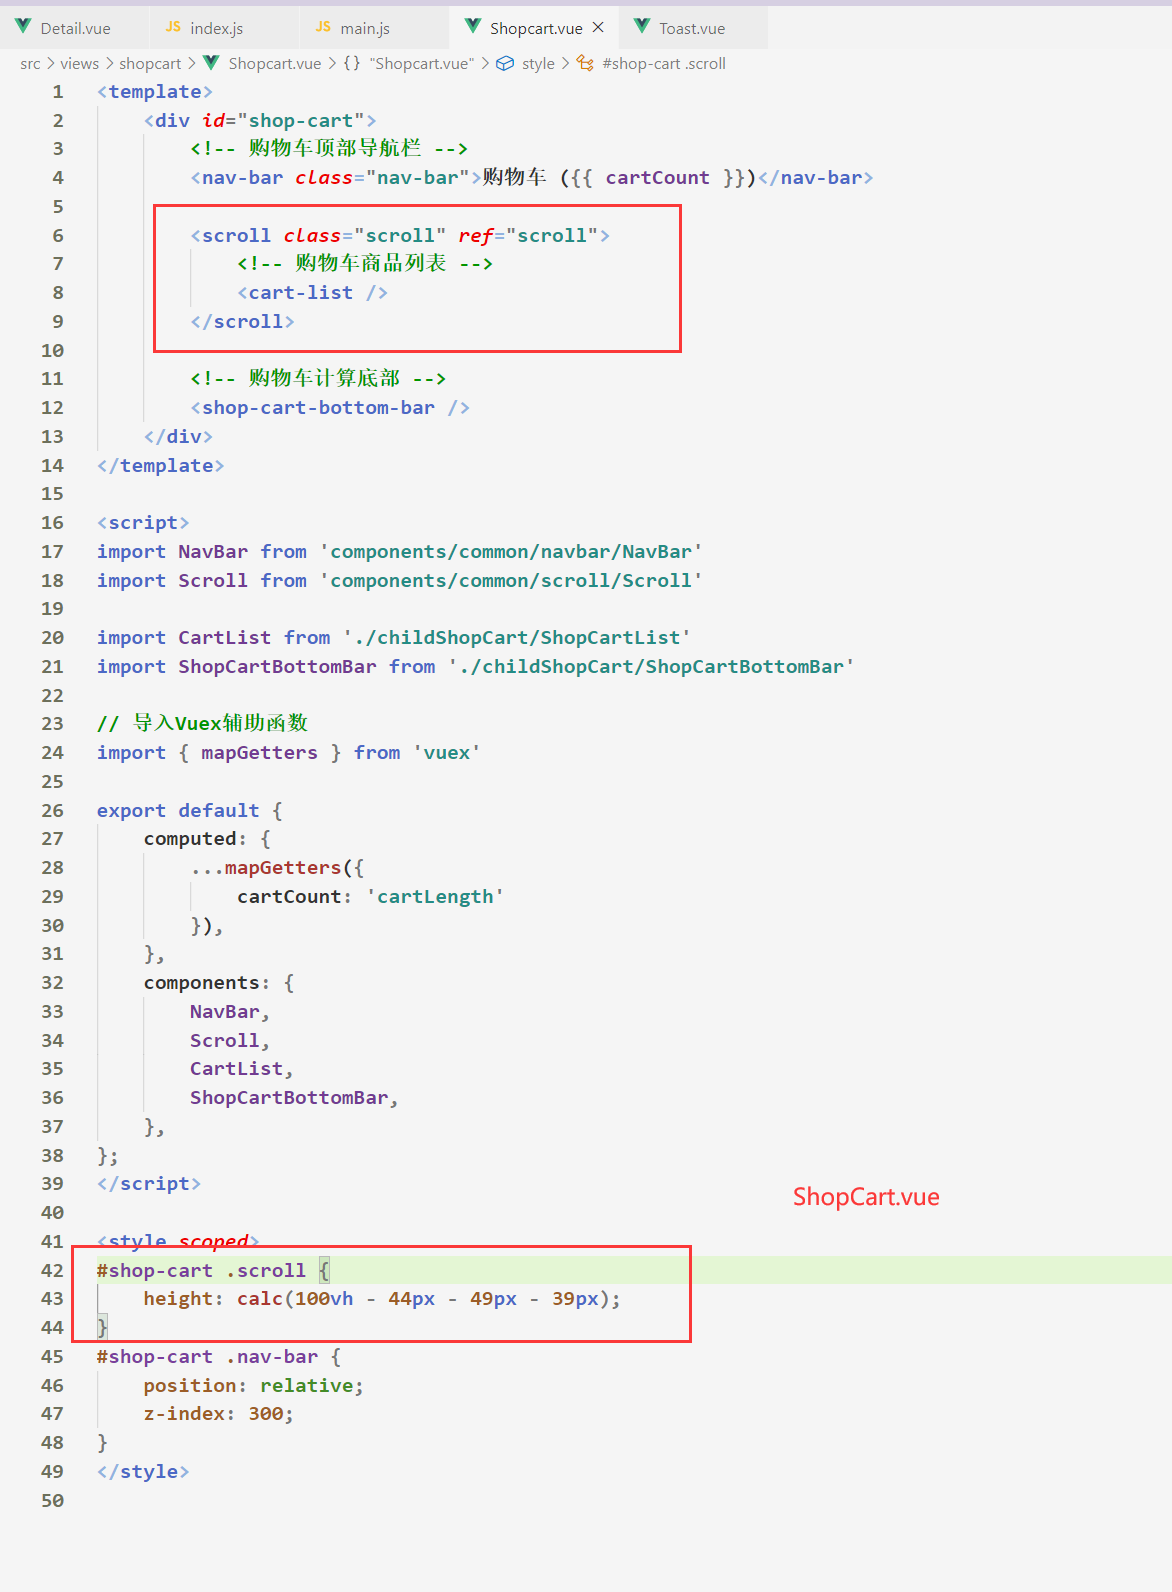 Detail.vue JS index.js JS main.js Shopcart.vue × Toast.vue
src > views > shopcart > Shopcart.vue > {} "Shopcart.vue" > style > #shop-cart .scroll
1 <template>
2     <div id="shop-cart">
3         <!-- 购物车顶部导航栏 -->
4         <nav-bar class="nav-bar">购物车 ({{ cartCount }})</nav-bar>
5
6         <scroll class="scroll" ref="scroll">
7             <!-- 购物车商品列表 -->
8             <cart-list />
9         </scroll>
10
11         <!-- 购物车计算底部 -->
12         <shop-cart-bottom-bar />
13     </div>
14 </template>
15
16 <script>
17 import NavBar from 'components/common/navbar/NavBar'
18 import Scroll from 'components/common/scroll/Scroll'
19
20 import CartList from './childShopCart/ShopCartList'
21 import ShopCartBottomBar from './childShopCart/ShopCartBottomBar'
22
23 // 导入Vuex辅助函数
24 import { mapGetters } from 'vuex'
25
26 export default {
27     computed: {
28         ...mapGetters({
29             cartCount: 'cartLength'
30         }),
31     },
32     components: {
33         NavBar,
34         Scroll,
35         CartList,
36         ShopCartBottomBar,
37     },
38 };
39 </script>
ShopCart.vue
40
41 <style scoped>
42 #shop-cart .scroll {
43     height: calc(100vh - 44px - 49px - 39px);
44 }
45 #shop-cart .nav-bar {
46     position: relative;
47     z-index: 300;
48 }
49 </style>
50